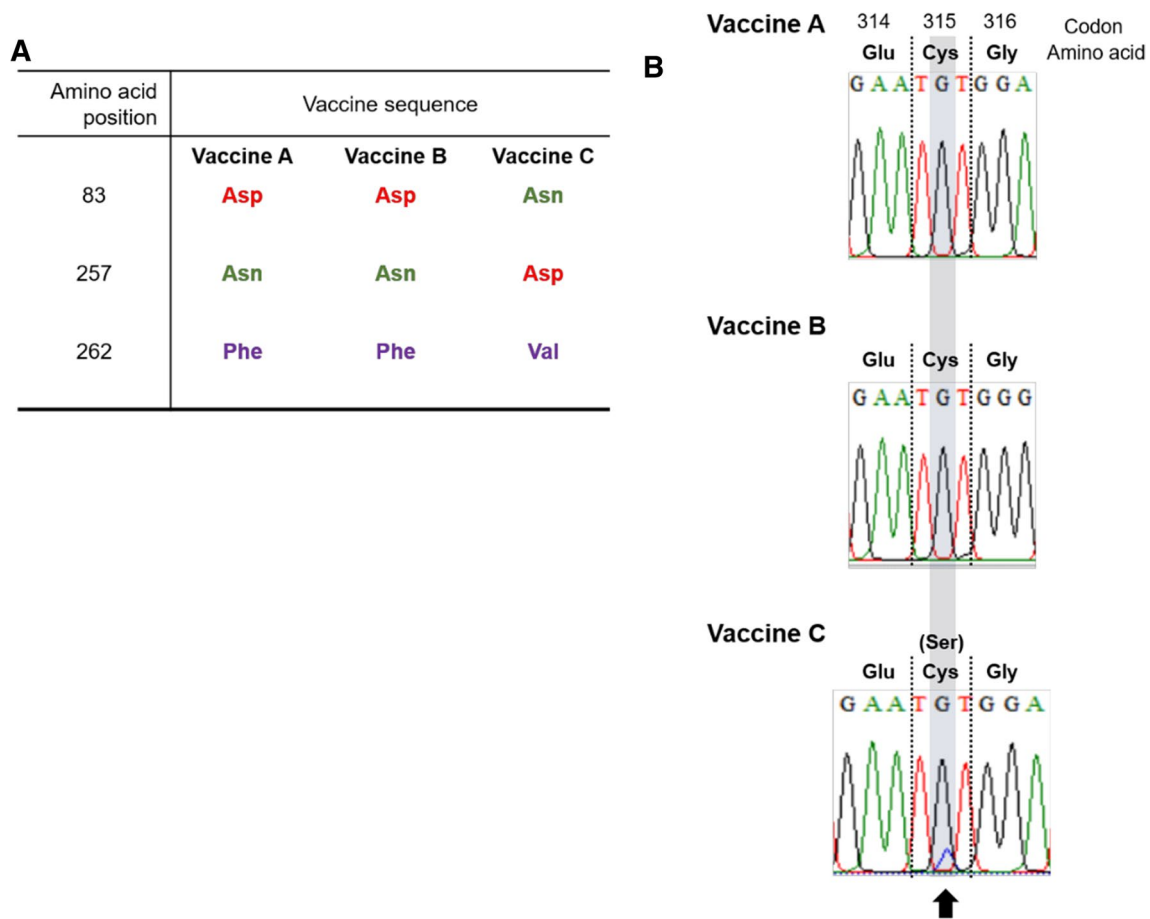 A
Amino acid position Vaccine sequence
Vaccine A Vaccine B Vaccine C
83 Asp Asp Asn
257 Asn Asn Asp
262 Phe Phe Val
B
Vaccine A
314 315 316 Codon
Glu Cys Gly Amino acid
G A A T G T G G A
Vaccine B
Glu Cys Gly
G A A T G T G G G
Vaccine C
(Ser)
Glu Cys Gly
G A A T G T G G A